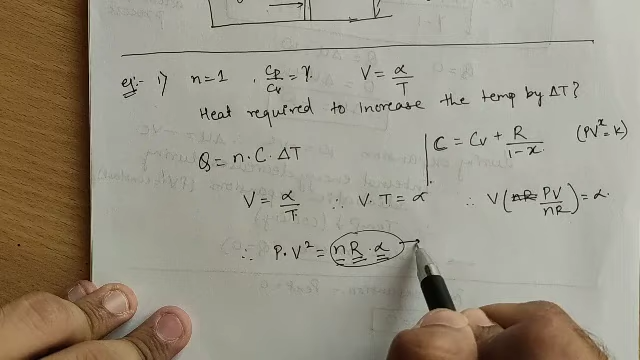 eg:- 1) n=1 , Cp/Cv = γ. V = α/T
Heat required to increase the temp by ΔT?
Q = n·C·ΔT
C = Cv + R/(1-x) (PV^x = K)
V = α/T ∴ V·T = α ∴ V(PV/nR) = α.
∴ P·V² = nR·α →